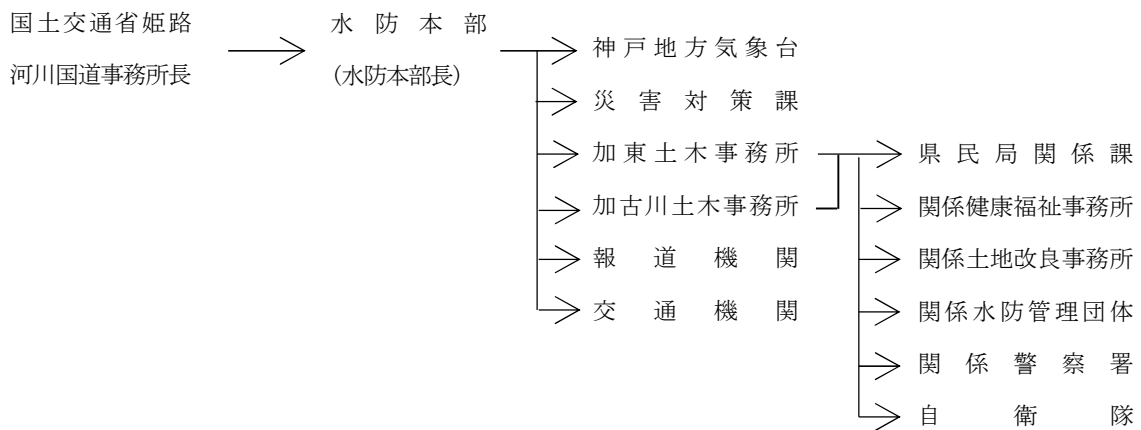 国土交通省姫路
河川国道事務所長
水防本部
(水防本部長)
神戸地方気象台
災害対策課
加東土木事務所
加古川土木事務所
報道機関
交通機関
県民局関係課
関係健康福祉事務所
関係土地改良事務所
関係水防管理団体
関係警察署
自衛隊